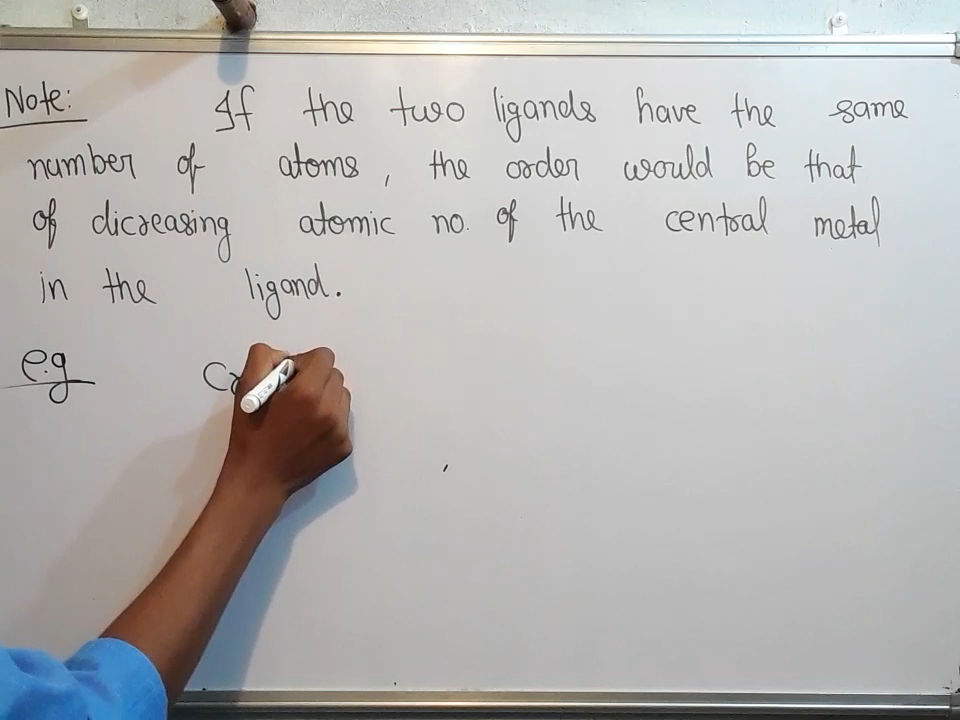 Note: If the two ligands have the same
number of atoms, the order would be that
of dicreasing atomic no. of the central metal
in the ligand.
e.g